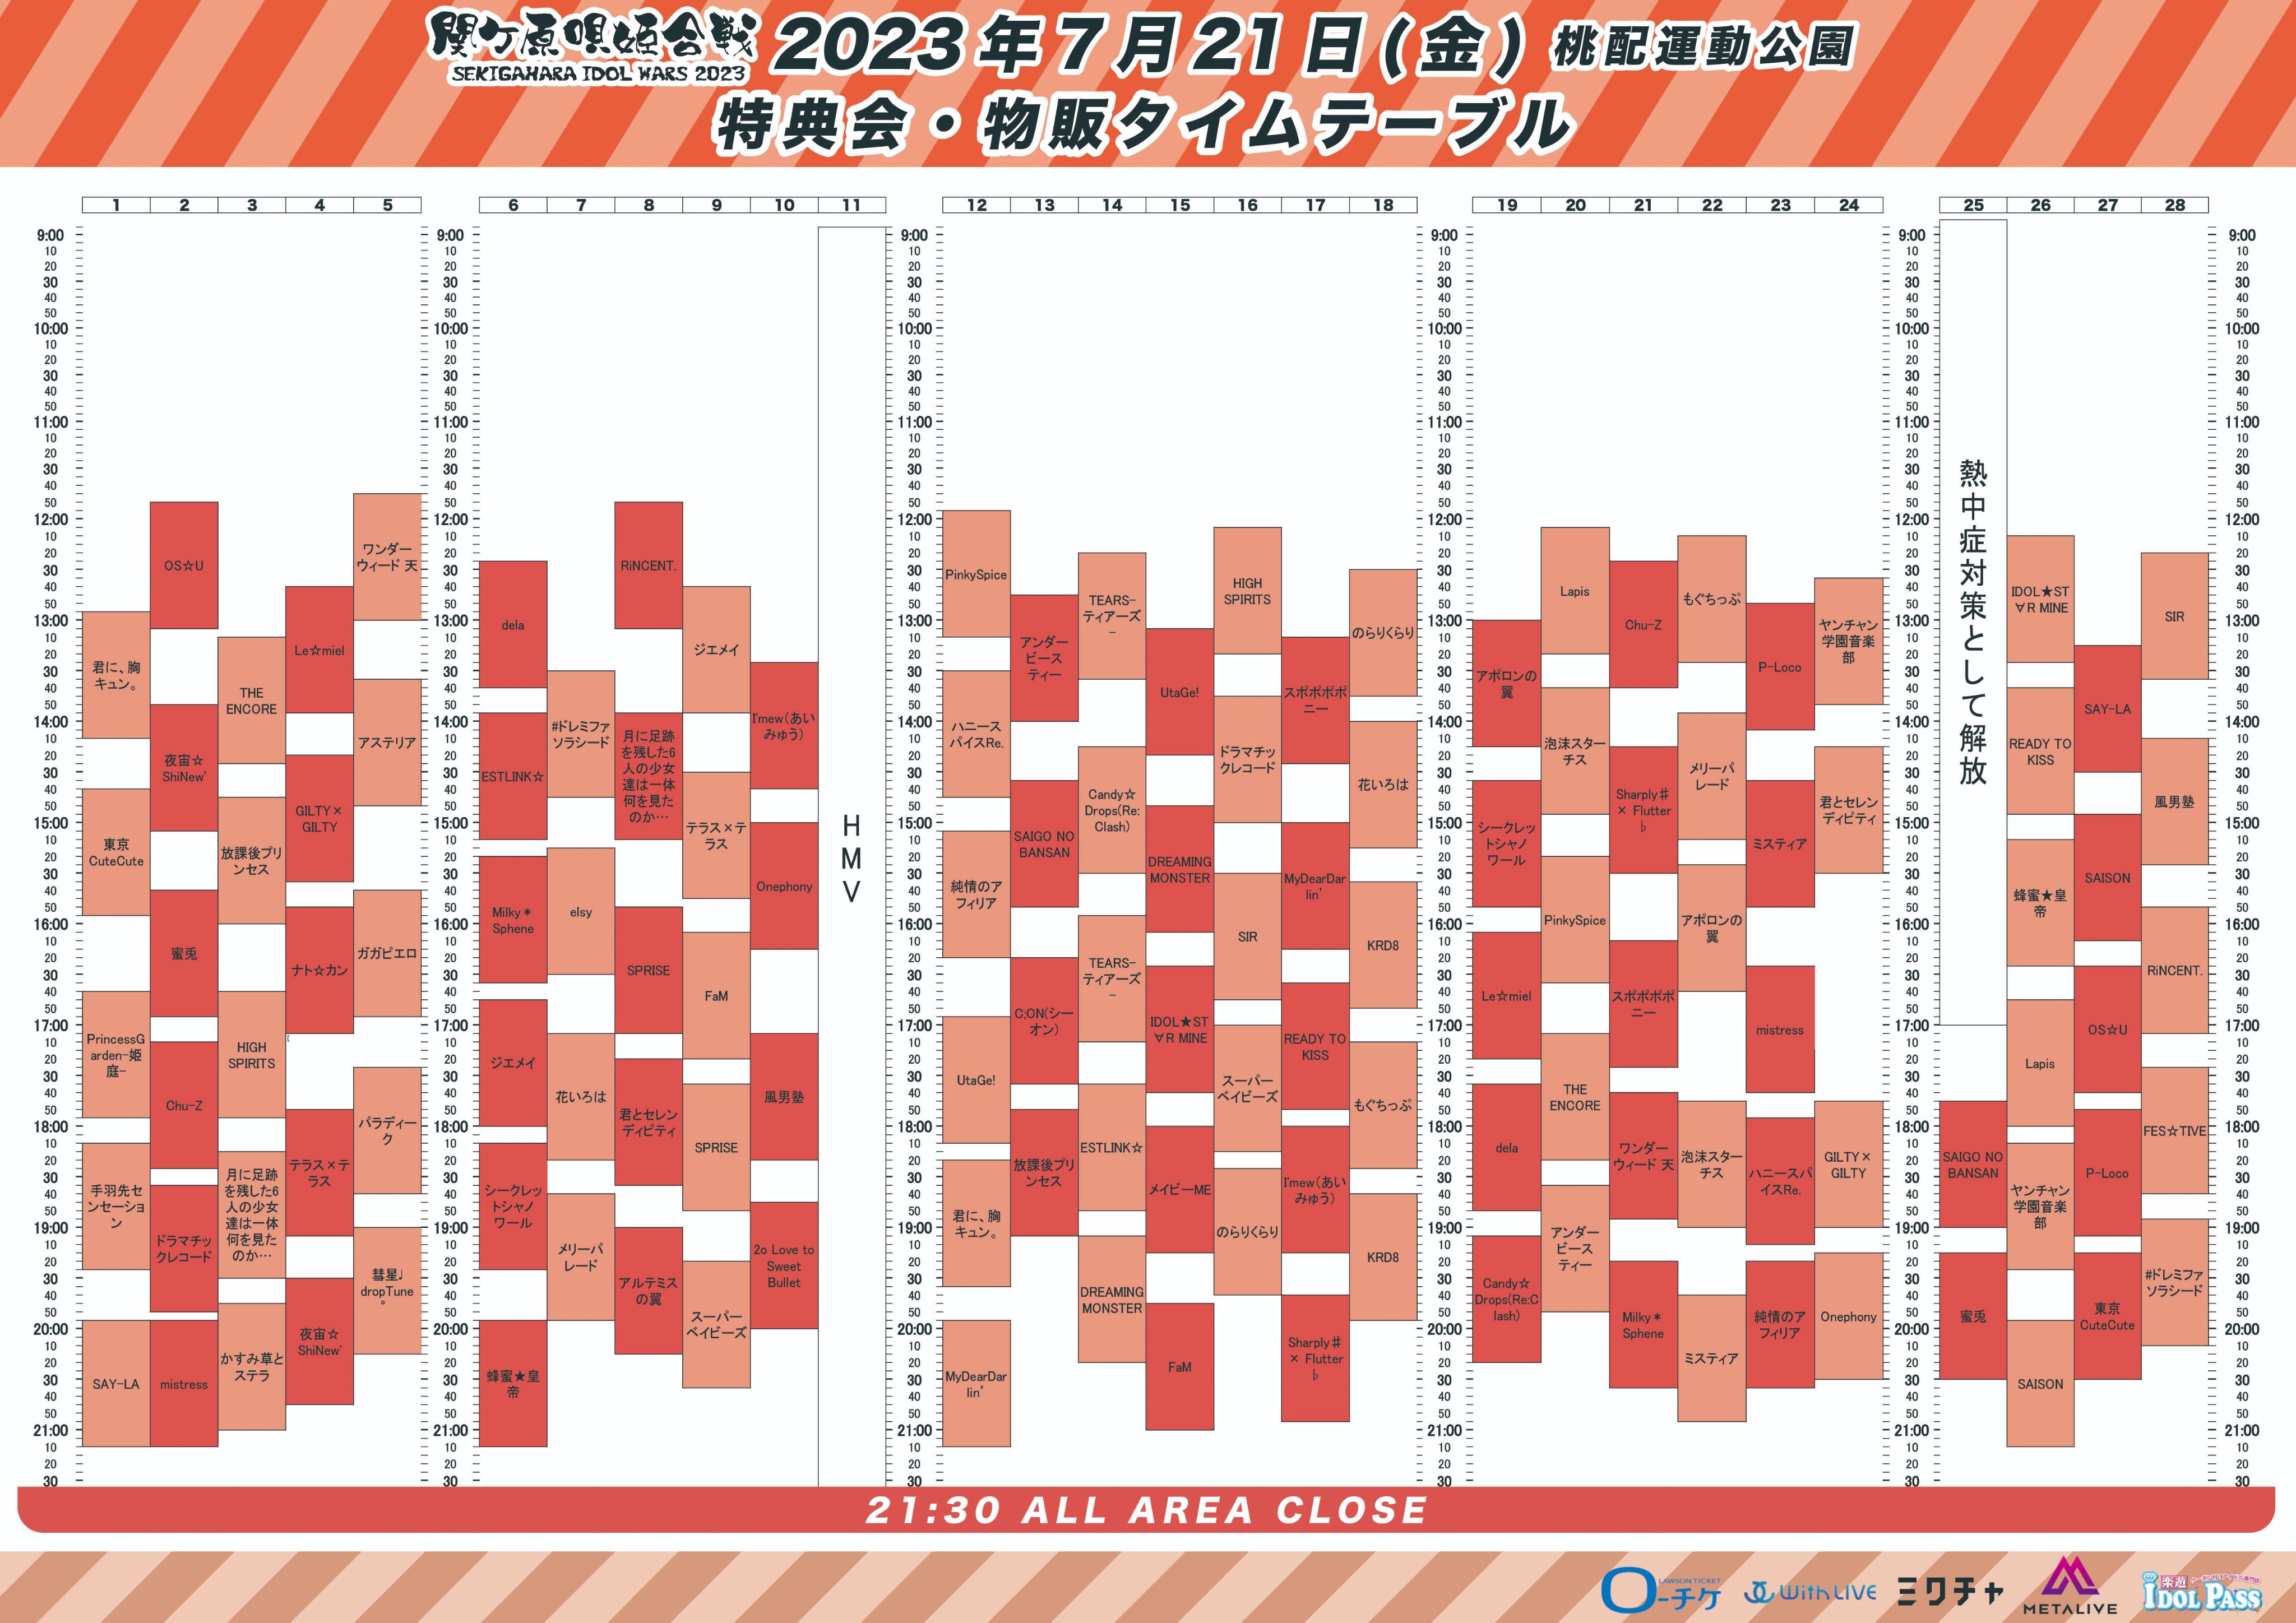 関ケ原唄姫合戦
SEKIGAHARA IDOL WARS 2023
2023年7月21日(金) 桃配運動公園
特典会・物販タイムテーブル
1 2 3 4 5
6 7 8 9 10 11
12 13 14 15 16 17 18
19 20 21 22 23 24
25 26 27 28
9:00
10
20
30
40
50
10:00
10
20
30
40
50
11:00
10
20
30
40
50
12:00
10
20
30
40
50
13:00
10
20
30
40
50
14:00
10
20
30
40
50
15:00
10
20
30
40
50
16:00
10
20
30
40
50
17:00
10
20
30
40
50
18:00
10
20
30
40
50
19:00
10
20
30
40
50
20:00
10
20
30
40
50
21:00
10
20
30
君に、胸
キュン。
東京
CuteCute
PrincessG
arden-姫
庭-
手羽先セ
ンセーショ
ン
SAY-LA
OS☆U
夜宙☆
ShiNew'
蜜兎
Chu-Z
ドラマチッ
クレコード
mistress
THE
ENCORE
放課後プリ
ンセス
HIGH
SPIRITS
月に足跡
を残した6
人の少女
達は一体
何を見た
のか…
かすみ草と
ステラ
Le☆miel
GILTY×
GILTY
ナト☆カン
テラス×テ
ラス
夜宙☆
ShiNew'
ワンダー
ウィード 天
アステリア
ガガピエロ
パラディー
ク
彗星♩
dropTune
。
dela
ESTLINK☆
Milky＊
Sphene
ジエメイ
シークレッ
トシャノ
ワール
蜂蜜★皇
帝
#ドレミファ
ソラシード
elsy
花いろは
メリーパ
レード
RiNCENT.
月に足跡
を残した6
人の少女
達は一体
何を見た
のか…
SPRISE
君とセレン
ディピティ
アルテミス
の翼
ジエメイ
テラス×テ
ラス
FaM
SPRISE
スーパー
ベイビーズ
I'mew(あい
みゅう)
Onephony
風男塾
2o Love to
Sweet
Bullet
HMV
PinkySpice
ハニース
パイスRe.
純情のア
フィリア
UtaGe!
君に、胸
キュン。
MyDearDar
lin'
アンダー
ビース
ティー
SAIGO NO
BANSAN
C;ON(シー
オン)
放課後プリ
ンセス
TEARS-
ティアーズ
-
Candy☆
Drops(Re:
Clash)
TEARS-
ティアーズ
-
ESTLINK☆
DREAMING
MONSTER
UtaGe!
DREAMING
MONSTER
IDOL★ST
∀R MINE
メイビーME
FaM
HIGH
SPIRITS
ドラマチッ
クレコード
SIR
スーパー
ベイビーズ
のらりくらり
スポポポポ
ニー
MyDearDar
lin'
READY TO
KISS
I'mew(あい
みゅう)
Sharply♯
× Flutter
♭
のらりくらり
花いろは
KRD8
もぐちっぷ
KRD8
アポロンの
翼
シークレッ
トシャノ
ワール
Le☆miel
dela
Candy☆
Drops(Re:C
lash)
Lapis
泡沫スター
チス
PinkySpice
THE
ENCORE
アンダー
ビース
ティー
Chu-Z
Sharply♯
× Flutter
♭
スポポポポ
ニー
ワンダー
ウィード 天
Milky＊
Sphene
もぐちっぷ
メリーパ
レード
アポロンの
翼
泡沫スター
チス
ミスティア
P-Loco
ミスティア
mistress
ハニースパ
イスRe.
純情のア
フィリア
ヤンチャン
学園音楽
部
君とセレン
ディピティ
GILTY×
GILTY
Onephony
熱中症対策として解放
SAIGO NO
BANSAN
蜜兎
IDOL★ST
∀R MINE
READY TO
KISS
蜂蜜★皇
帝
Lapis
ヤンチャン
学園音楽
部
SAISON
SAY-LA
SAISON
OS☆U
P-Loco
東京
CuteCute
SIR
風男塾
RiNCENT.
FES☆TIVE
#ドレミファ
ソラシード
21:30 ALL AREA CLOSE
LAWSON TICKET
ローチケ
WithLIVE
ミクチャ
METALIVE
楽遊
IDOL PASS